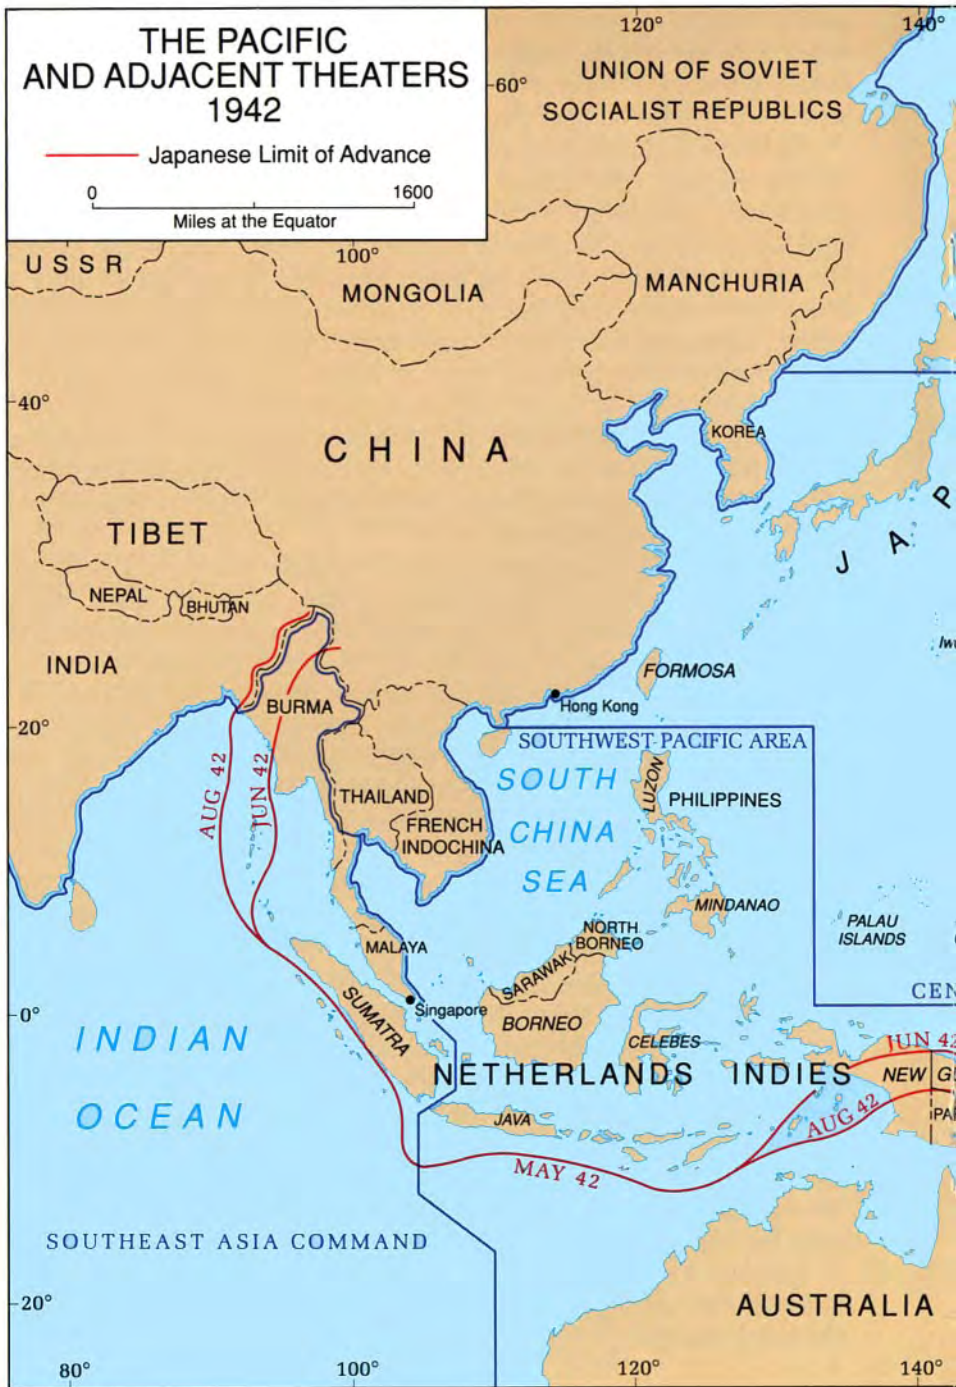 THE PACIFIC
AND ADJACENT THEATERS
1942
Japanese Limit of Advance
0 1600
Miles at the Equator
120° 140°
60°
UNION OF SOVIET
SOCIALIST REPUBLICS
USSR
100°
MONGOLIA
MANCHURIA
40°
CHINA
KOREA
JAP
TIBET
NEPAL
BHUTAN
INDIA
BURMA
FORMOSA
Hong Kong
20°
SOUTHWEST PACIFIC AREA
AUG 42
JUN 42
SOUTH
CHINA
SEA
LUZON
PHILIPPINES
THAILAND
FRENCH
INDOCHINA
MINDANAO
PALAU
ISLANDS
MALAYA
NORTH
BORNEO
SARAWAK
CEN
0°
Singapore
SUMATRA
BORNEO
CELEBES
INDIAN
OCEAN
JUN 42
NETHERLANDS INDIES
NEW GU
JAVA
AUG 42
PAP
MAY 42
SOUTHEAST ASIA COMMAND
20°
AUSTRALIA
80° 100° 120° 140°